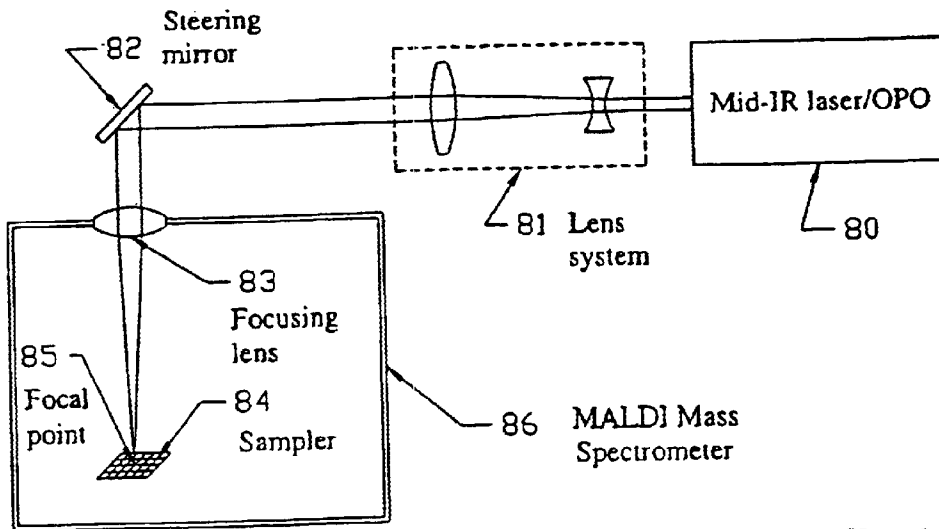 82 Steering
mirror
Mid-IR laser/OPO
81 Lens
system
80
83
Focusing
lens
85
Focal
point
84
Sampler
86 MALDI Mass
Spectrometer